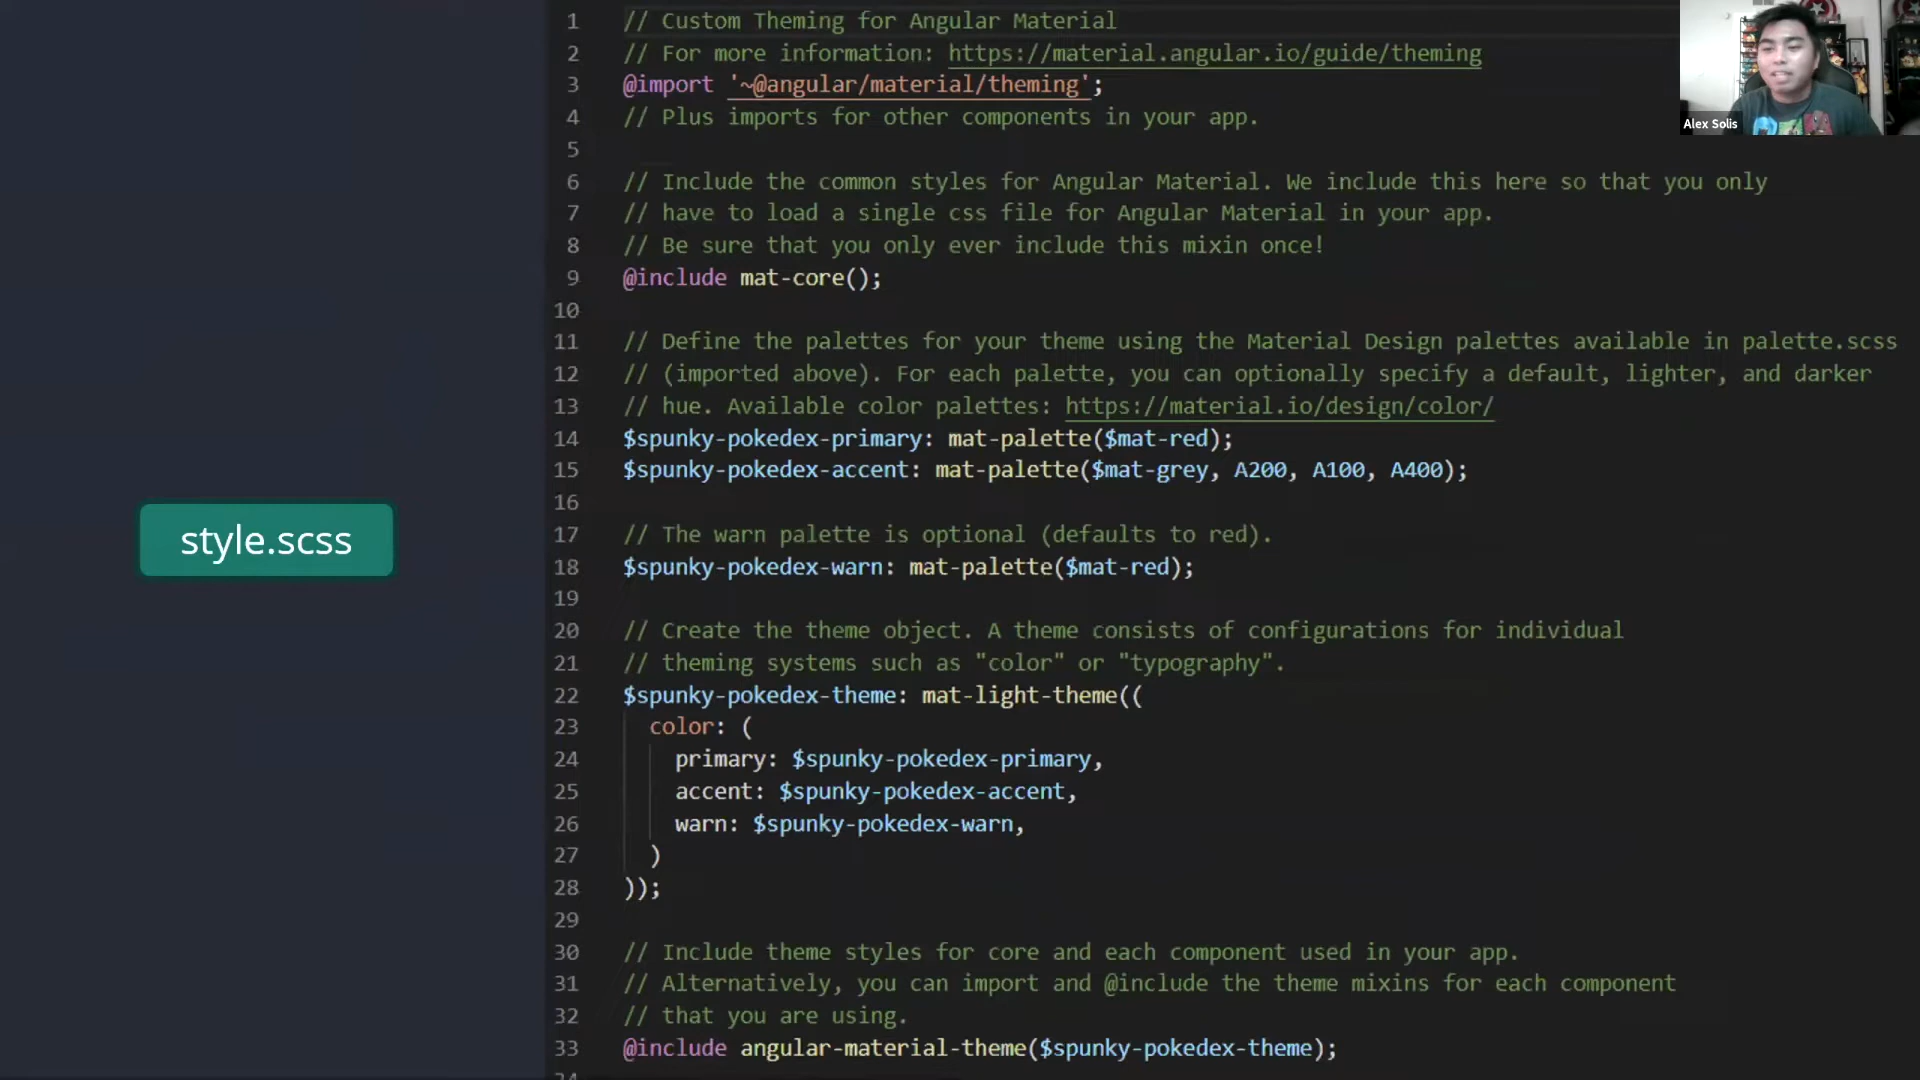 style.scss
1 // Custom Theming for Angular Material
2 // For more information: https://material.angular.io/guide/theming
3 @import '~@angular/material/theming';
4 // Plus imports for other components in your app.
5
6 // Include the common styles for Angular Material. We include this here so that you only
7 // have to load a single css file for Angular Material in your app.
8 // Be sure that you only ever include this mixin once!
9 @include mat-core();
10
11 // Define the palettes for your theme using the Material Design palettes available in palette.scss
12 // (imported above). For each palette, you can optionally specify a default, lighter, and darker
13 // hue. Available color palettes: https://material.io/design/color/
14 $spunky-pokedex-primary: mat-palette($mat-red);
15 $spunky-pokedex-accent: mat-palette($mat-grey, A200, A100, A400);
16
17 // The warn palette is optional (defaults to red).
18 $spunky-pokedex-warn: mat-palette($mat-red);
19
20 // Create the theme object. A theme consists of configurations for individual
21 // theming systems such as "color" or "typography".
22 $spunky-pokedex-theme: mat-light-theme((
23 color: (
24 primary: $spunky-pokedex-primary,
25 accent: $spunky-pokedex-accent,
26 warn: $spunky-pokedex-warn,
27 )
28 ));
29
30 // Include theme styles for core and each component used in your app.
31 // Alternatively, you can import and @include the theme mixins for each component
32 // that you are using.
33 @include angular-material-theme($spunky-pokedex-theme);
Alex Solis